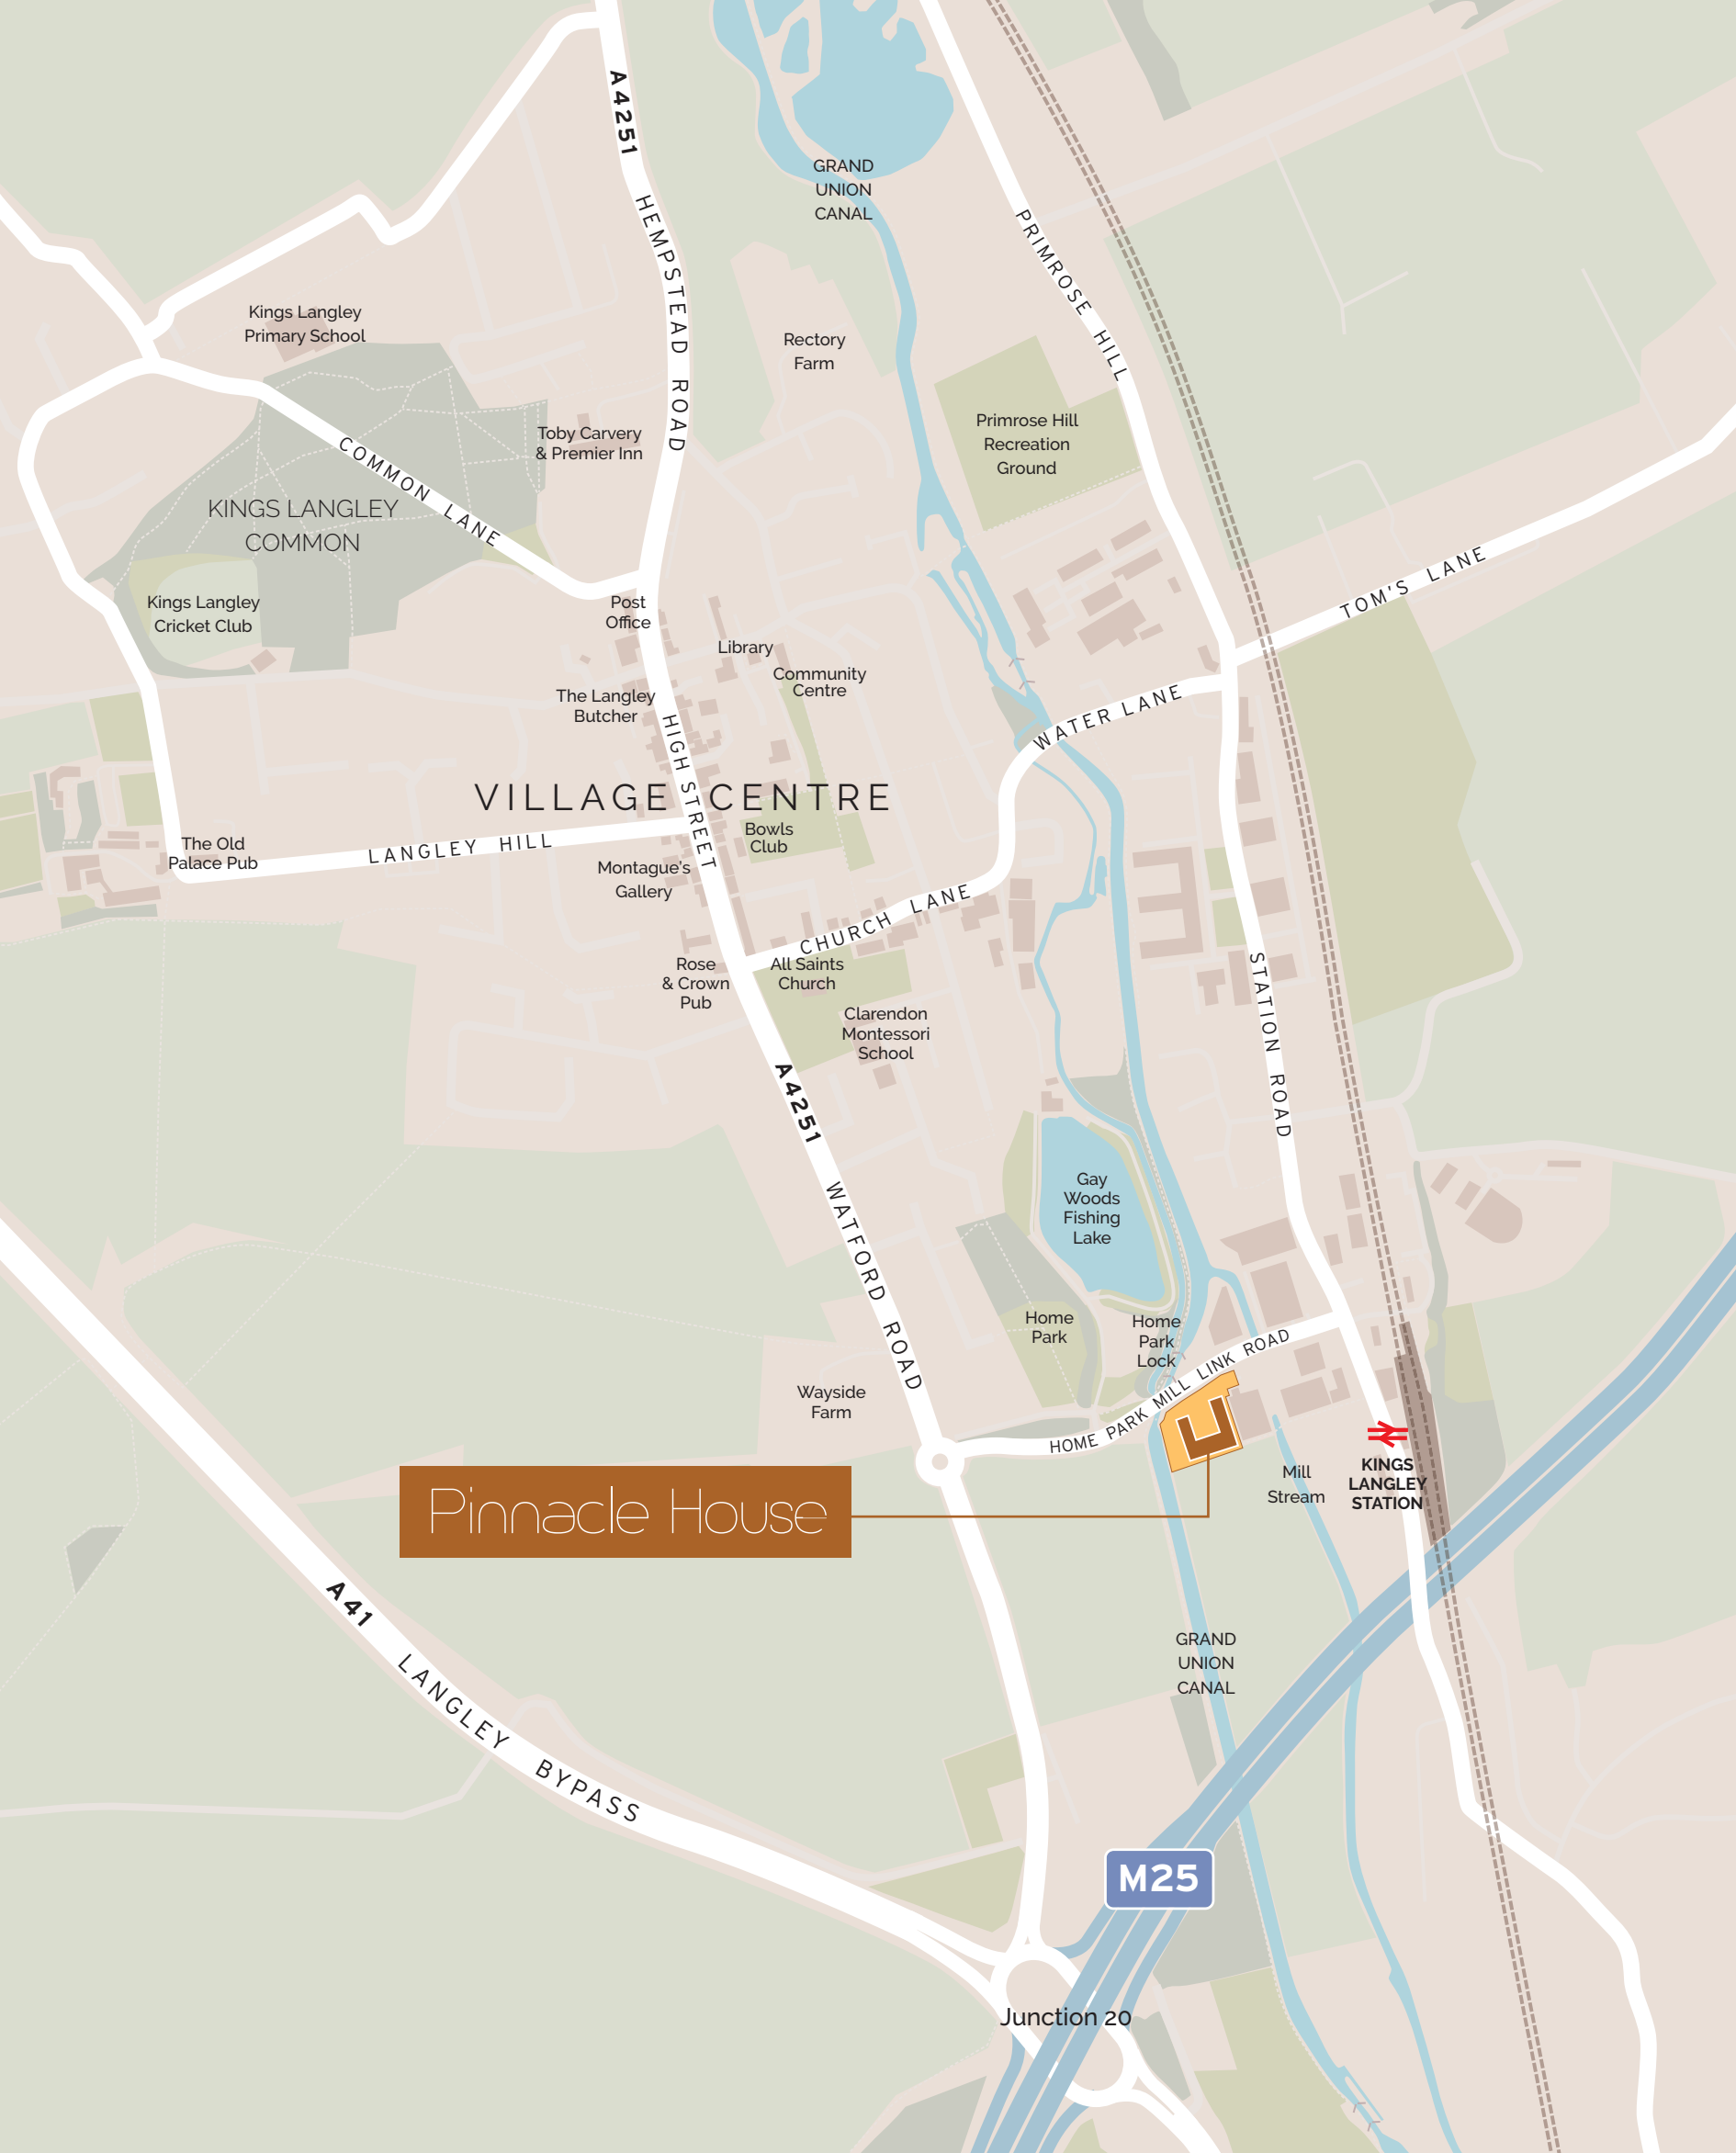 A4251
HEMPSTEAD ROAD
GRAND
UNION
CANAL
PRIMROSE HILL
Kings Langley
Primary School
Rectory
Farm
Primrose Hill
Recreation
Ground
Toby Carvery
& Premier Inn
COMMON LANE
KINGS LANGLEY
COMMON
Kings Langley
Cricket Club
Post
Office
TOM'S LANE
Library
Community
Centre
The Langley
Butcher
WATER LANE
HIGH STREET
VILLAGE CENTRE
The Old
Palace Pub
LANGLEY HILL
Bowls
Club
Montague's
Gallery
CHURCH LANE
Rose
& Crown
Pub
All Saints
Church
Clarendon
Montessori
School
STATION ROAD
A4251
WATFORD ROAD
Gay
Woods
Fishing
Lake
Home
Park
Home
Park
Lock
HOME PARK MILL LINK ROAD
Wayside
Farm
Mill
Stream
KINGS
LANGLEY
STATION
Pinnacle House
A41
LANGLEY BYPASS
GRAND
UNION
CANAL
M25
Junction 20